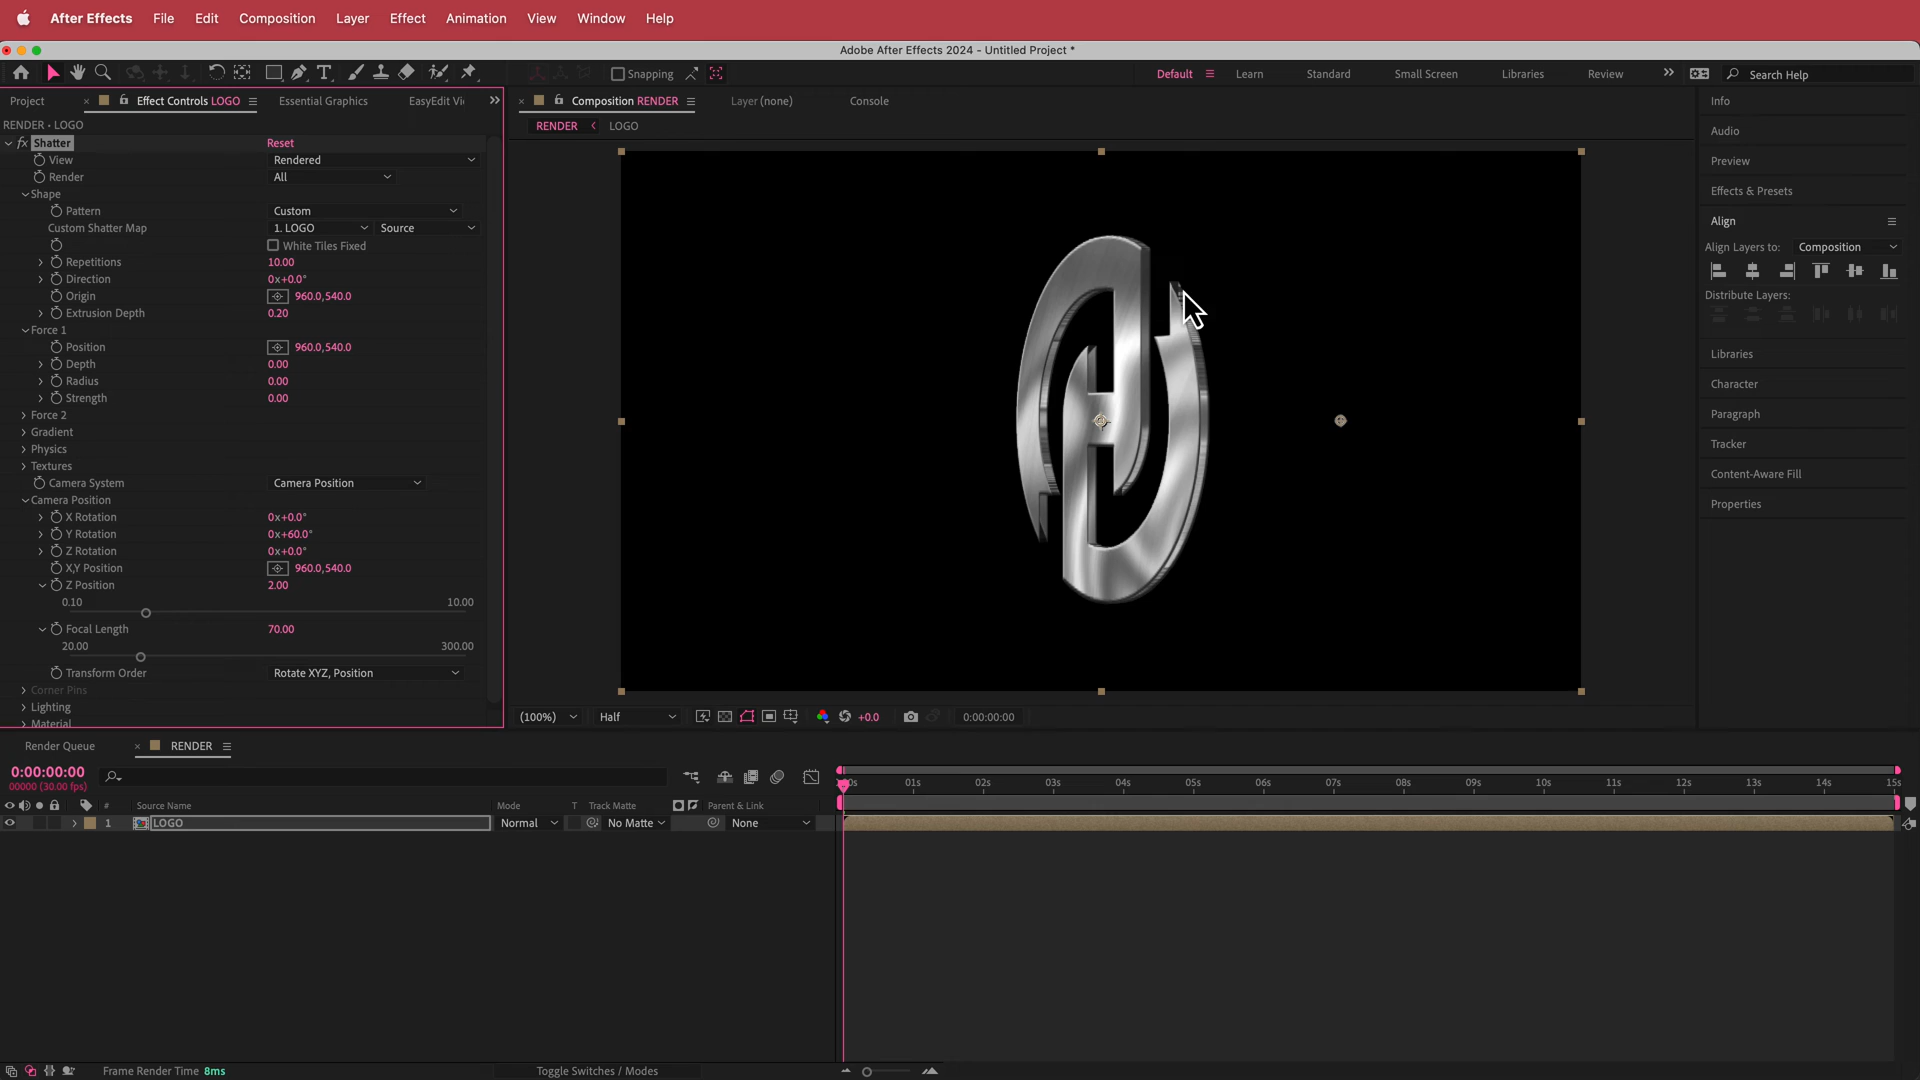 After Effects File Edit Composition Layer Effect Animation View Window Help
Adobe After Effects 2024 - Untitled Project *
Snapping Default Learn Standard Small Screen Libraries Review Search Help
Project Effect Controls LOGO Essential Graphics EasyEdit Vi
Composition RENDER Layer (none) Console
RENDER • LOGO
RENDER LOGO
fx Shatter Reset
View Rendered
Render All
Shape
Pattern Custom
Custom Shatter Map 1. LOGO Source
White Tiles Fixed
Repetitions 10.00
Direction 0x+0.0°
Origin 960.0,540.0
Extrusion Depth 0.20
Force 1
Position 960.0,540.0
Depth 0.00
Radius 0.00
Strength 0.00
Force 2
Gradient
Physics
Textures
Camera System Camera Position
Camera Position
X Rotation 0x+0.0°
Y Rotation 0x+60.0°
Z Rotation 0x+0.0°
X,Y Position 960.0,540.0
Z Position 2.00
0.10 10.00
Focal Length 70.00
20.00 300.00
Transform Order Rotate XYZ, Position
Corner Pins
Lighting
Material
(100%) Half +0.0 0:00:00:00
Info
Audio
Preview
Effects & Presets
Align
Align Layers to: Composition
Distribute Layers:
Libraries
Character
Paragraph
Tracker
Content-Aware Fill
Properties
Render Queue RENDER
0:00:00:00
00000 (30.00 fps)
01s 02s 03s 04s 05s 06s 07s 08s 09s 10s 11s 12s 13s 14s 15s
# Source Name Mode T Track Matte Parent & Link
1 LOGO Normal No Matte None
Frame Render Time 8ms Toggle Switches / Modes